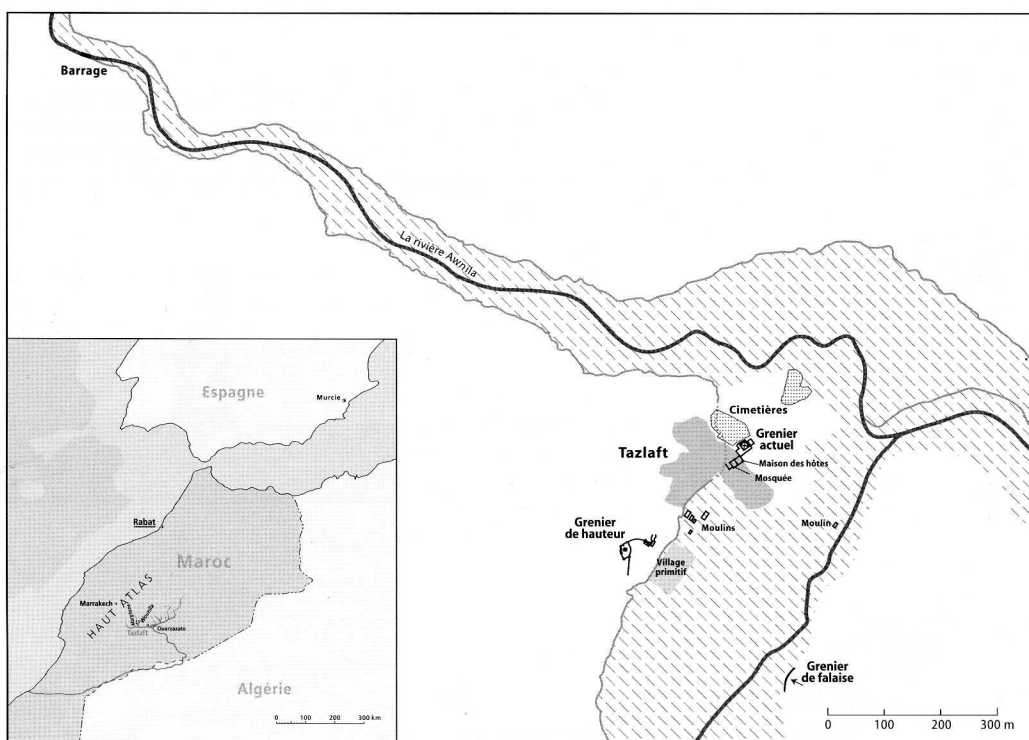 Barrage
La rivière Awnila
Cimetières
Grenier
actuel
Tazlaft
Maison des hôtes
Mosquée
Grenier
de hauteur
Moulins
Moulin
Village
primitif
Grenier
de falaise
0 100 200 300 m
Espagne
Murcie
Rabat
Maroc
HAUT ATLAS
Marrakech
Tazlaft
Ouarzazate
Algérie
0 100 200 300 km